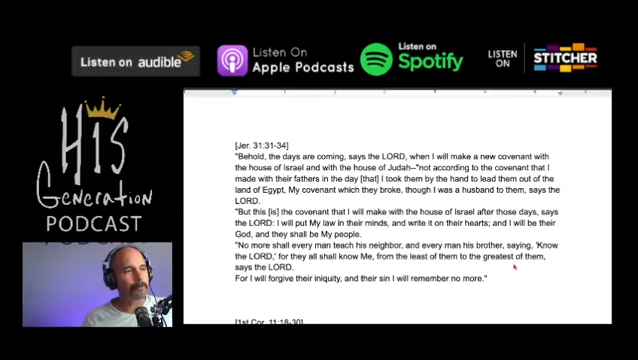 Listen on audible
Listen On
Apple Podcasts
Listen on
Spotify
LISTEN
ON
STITCHER
HIS
Generation
PODCAST
[Jer. 31:31-34]
"Behold, the days are coming, says the LORD, when I will make a new covenant with
the house of Israel and with the house of Judah--"not according to the covenant that I
made with their fathers in the day [that] I took them by the hand to lead them out of the
land of Egypt, My covenant which they broke, though I was a husband to them, says the
LORD.
"But this [is] the covenant that I will make with the house of Israel after those days, says
the LORD: I will put My law in their minds, and write it on their hearts; and I will be their
God, and they shall be My people.
"No more shall every man teach his neighbor, and every man his brother, saying, 'Know
the LORD,' for they all shall know Me, from the least of them to the greatest of them,
says the LORD.
For I will forgive their iniquity, and their sin I will remember no more."
[1st Cor. 11:18-30]